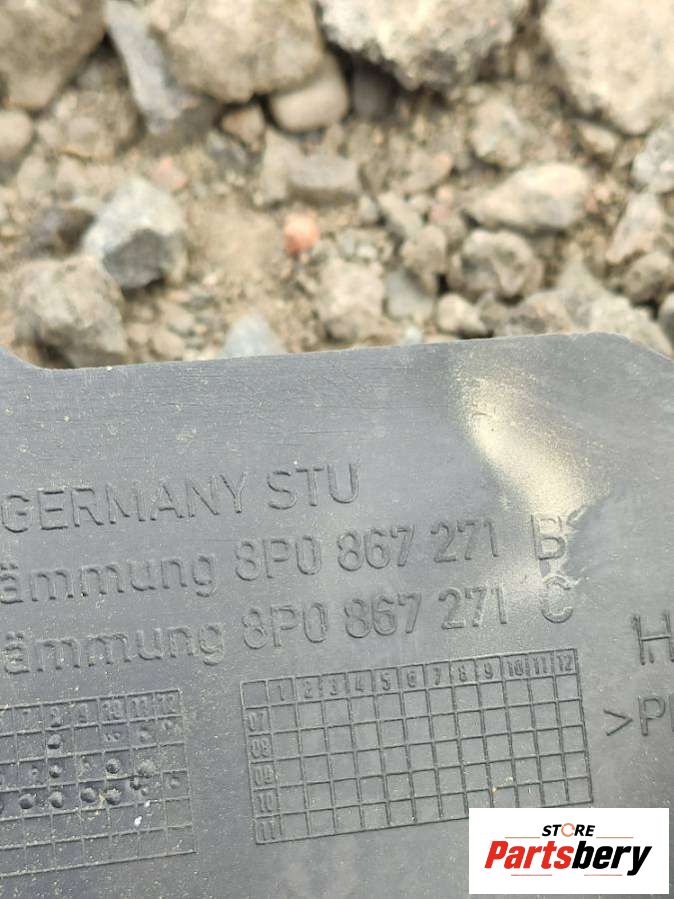 GERMANY STU
ämmung 8P0 867 271 B
ämmung 8P0 867 271 C
H
1 2 3 4 5 6 7 8 9 10 11 12
07
08
09
10
11
>P
STORE
Partsbery